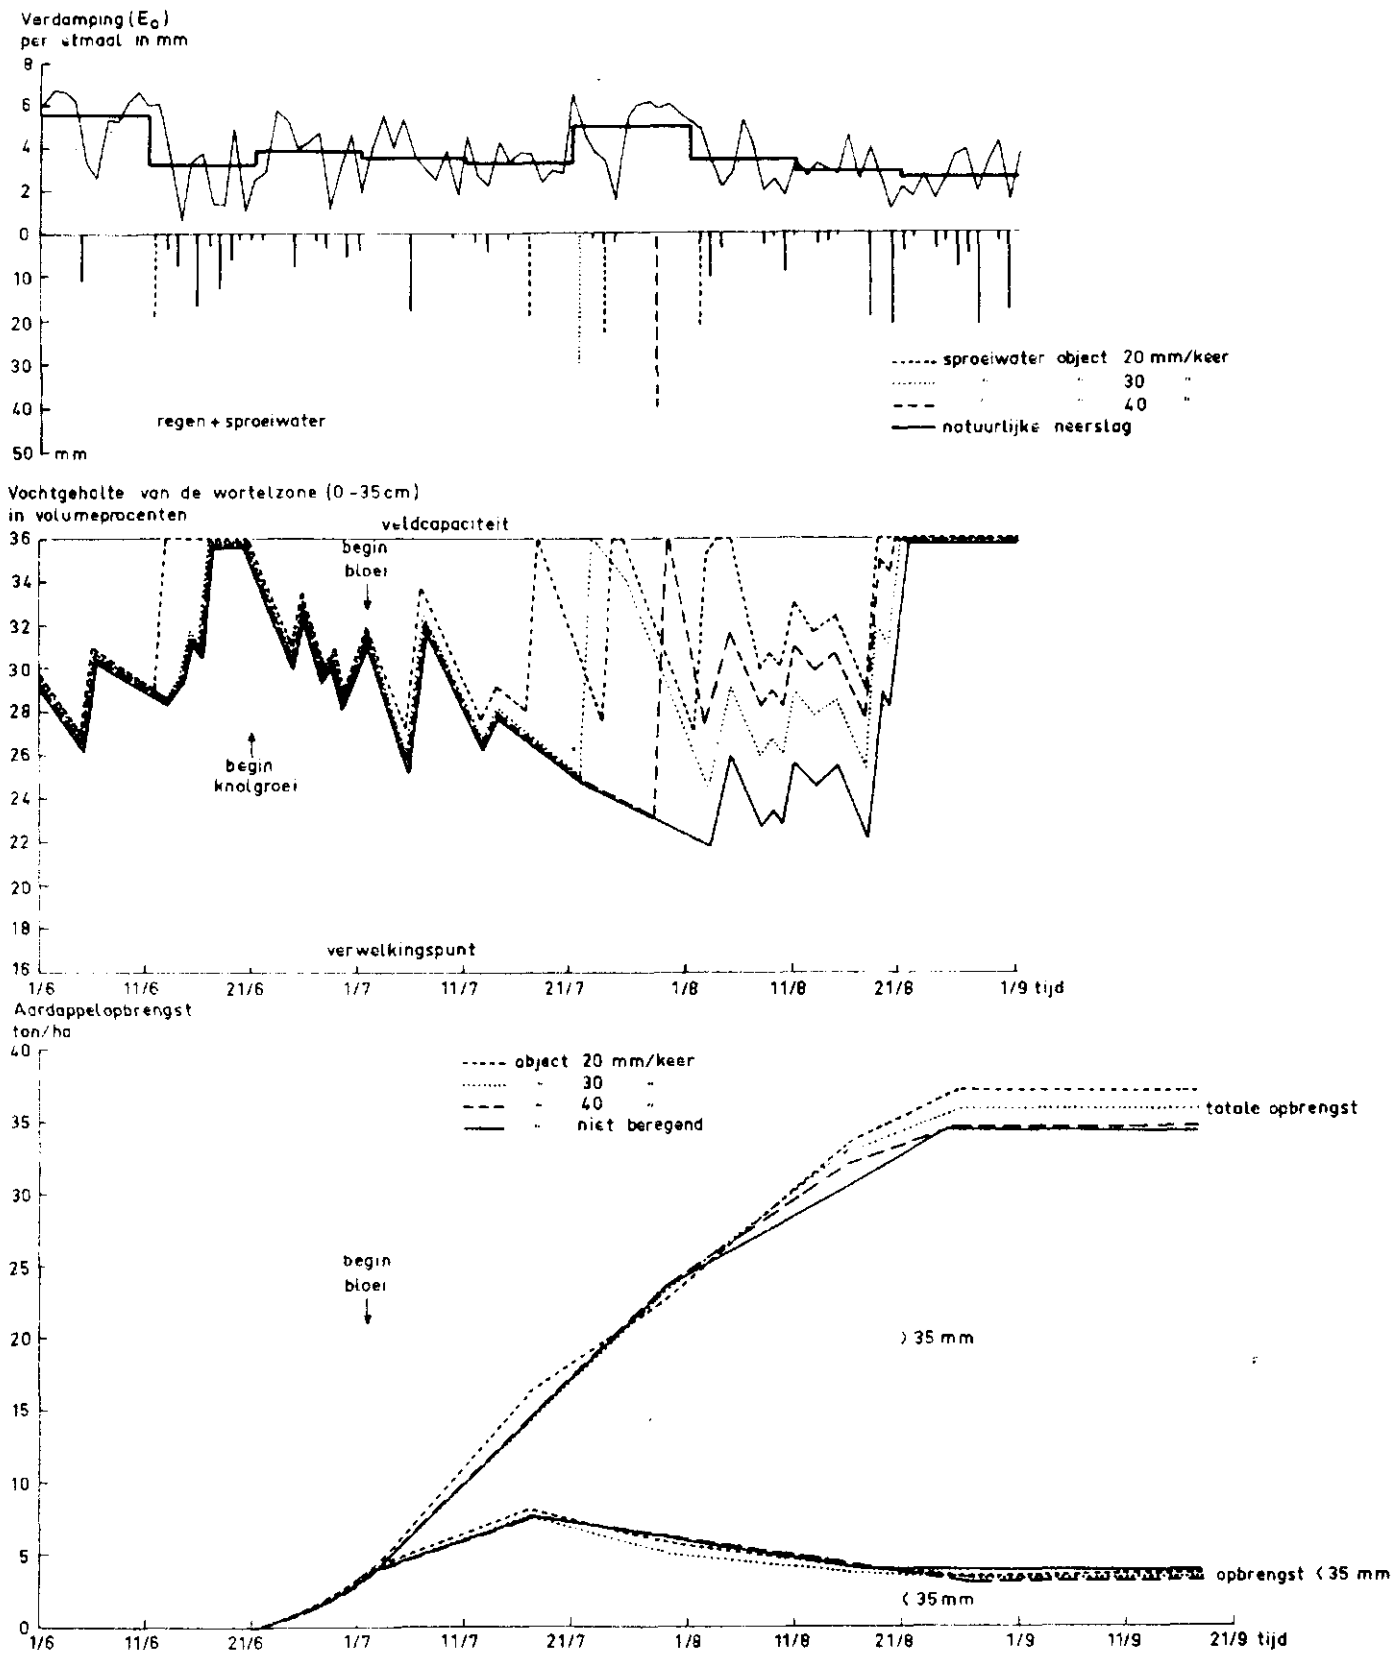 Verdamping (Eo)
per etmaal in mm
8
6
4
2
0
10
20
30
40
50 mm
regen + sproeiwater
sproeiwater object 20 mm/keer
" " 30 "
" " 40 "
natuurlijke neerslag
Vochtgehalte van de wortelzone (0-35cm)
in volumeprocenten
veldcapaciteit
begin
bloei
begin
knolgroei
36
34
32
30
28
26
24
22
20
18
16
verwelkingspunt
1/6 11/6 21/6 1/7 11/7 21/7 1/8 11/8 21/8 1/9 tijd
Aardappelopbrengst
ton/ha
40
35
30
25
20
15
10
5
0
object 20 mm/keer
" 30 "
" 40 "
" niet beregend
totale opbrengst
begin
bloei
> 35 mm
opbrengst < 35 mm
< 35 mm
1/6 11/6 21/6 1/7 11/7 21/7 1/8 11/8 21/8 1/9 11/9 21/9 tijd